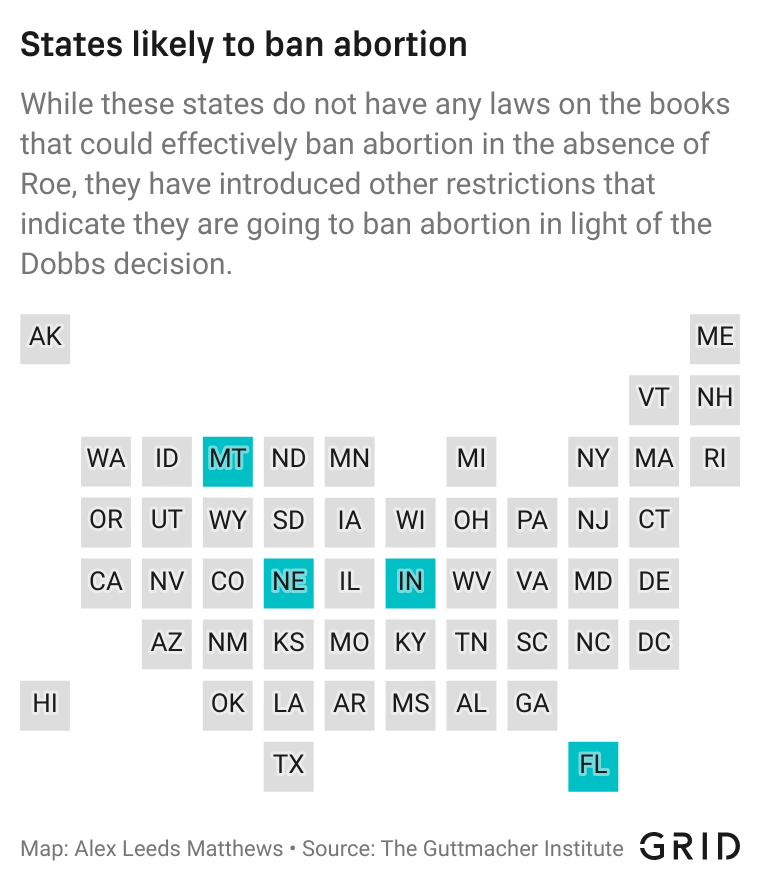 States likely to ban abortion
While these states do not have any laws on the books
that could effectively ban abortion in the absence of
Roe, they have introduced other restrictions that
indicate they are going to ban abortion in light of the
Dobbs decision.
AK ME
VT NH
WA ID MT ND MN MI NY MA RI
OR UT WY SD IA WI OH PA NJ CT
CA NV CO NE IL IN WV VA MD DE
AZ NM KS MO KY TN SC NC DC
HI OK LA AR MS AL GA
TX FL
Map: Alex Leeds Matthews • Source: The Guttmacher Institute GRID